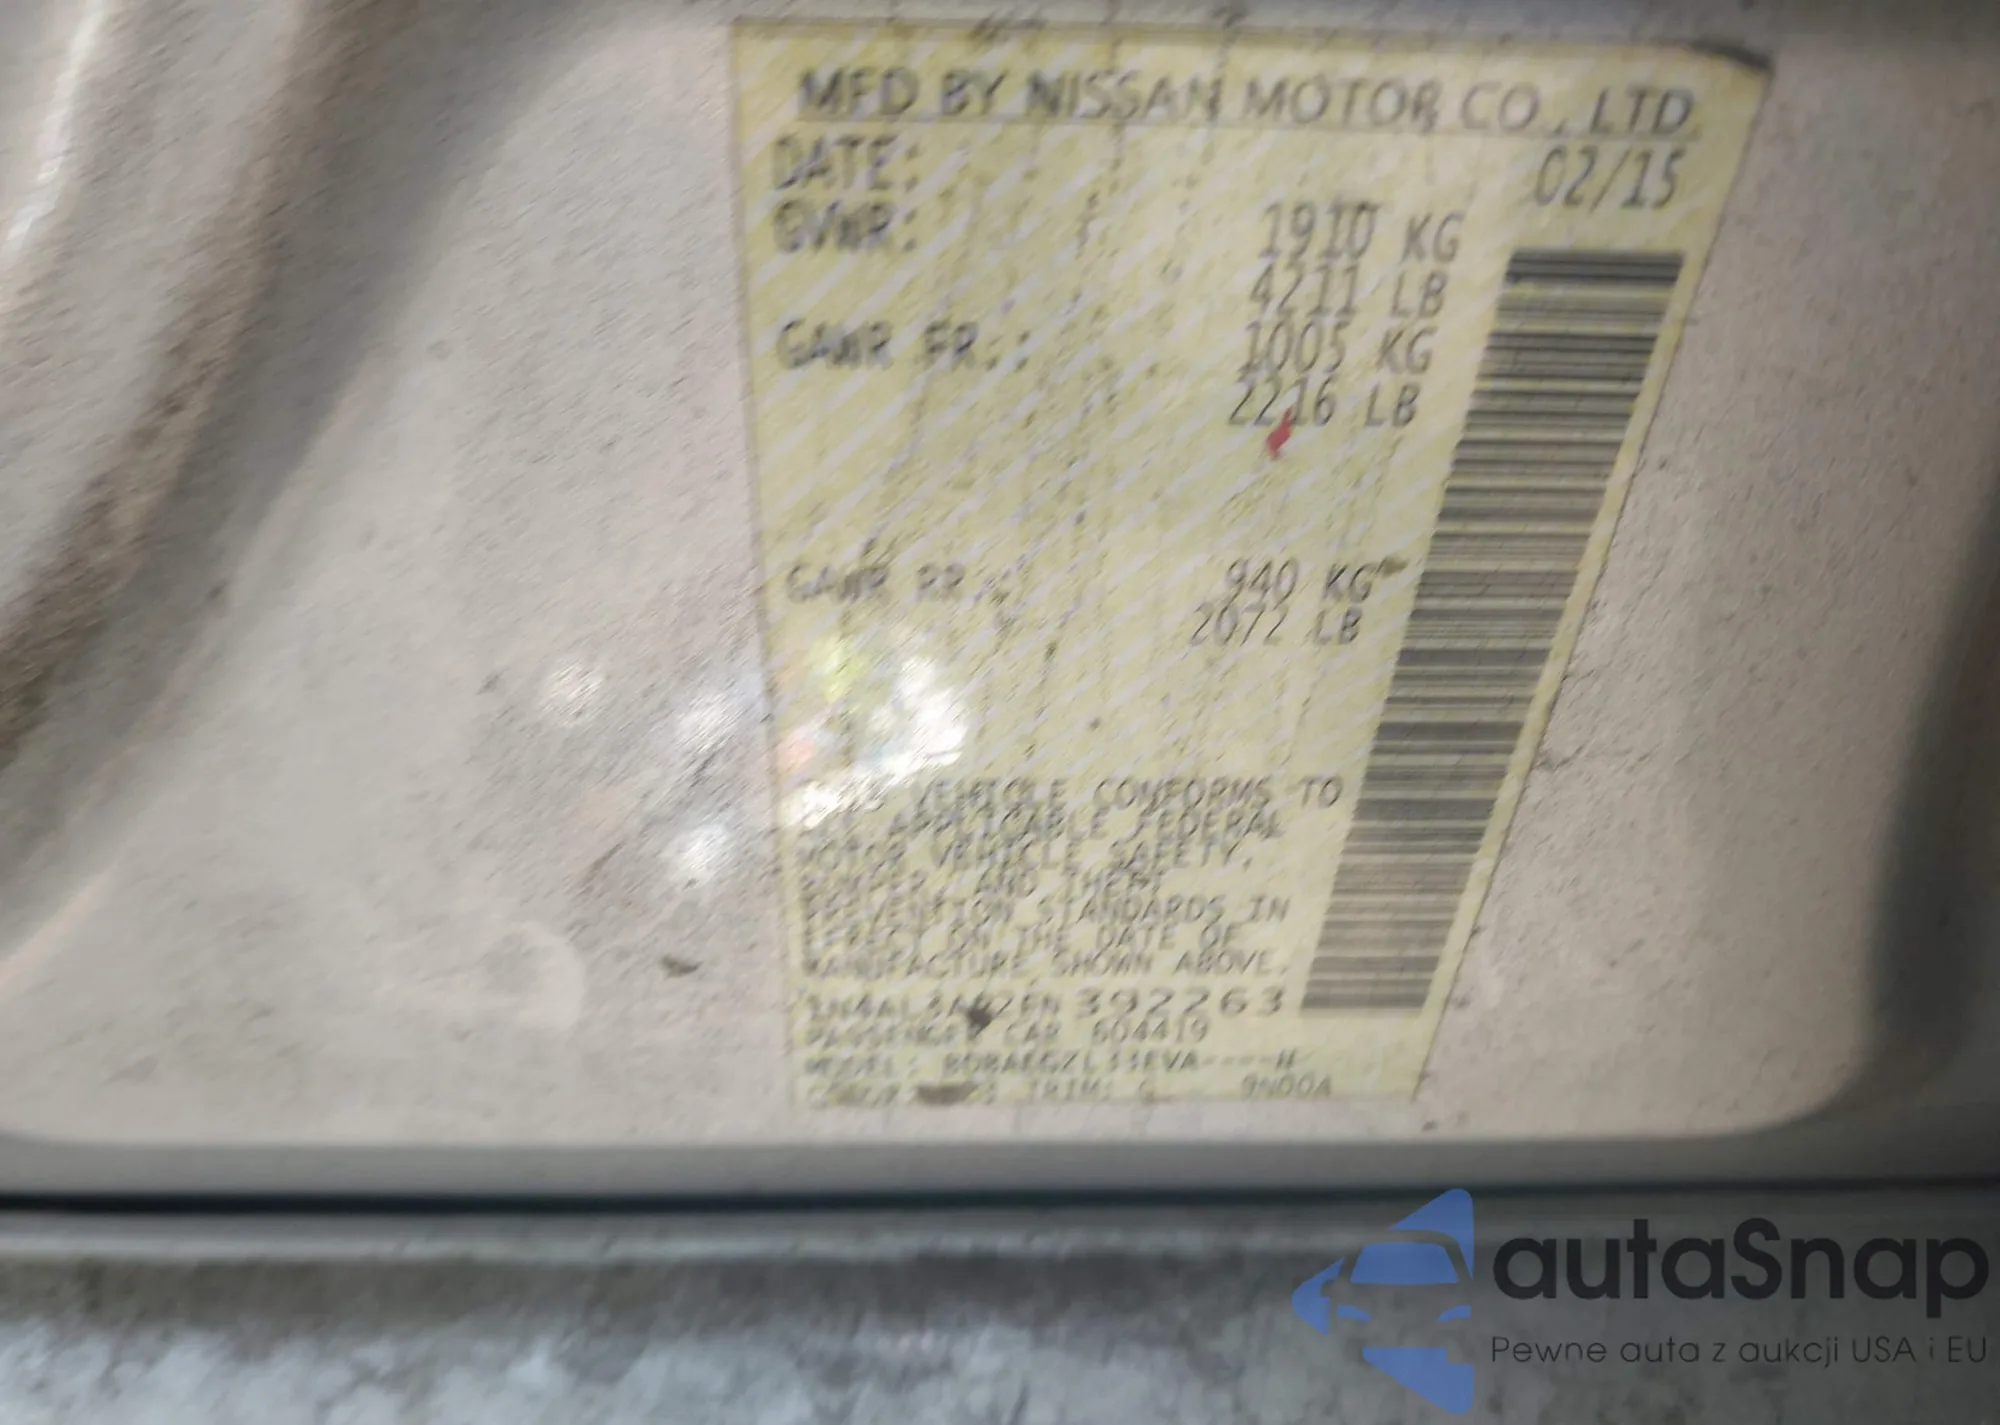 MFD BY NISSAN MOTOR CO., LTD.
DATE: 02/15
GVWR: 1910 KG
4211 LB
GAWR FR.: 1005 KG
2216 LB
GAWR RR.: 940 KG
2072 LB
VEHICLE CONFORMS TO
APPLICABLE FEDERAL
MOTOR VEHICLE SAFETY,
BUMPER, AND THEFT
PREVENTION STANDARDS IN
EFFECT ON THE DATE OF
MANUFACTURE SHOWN ABOVE.
392263
PASSENGER CAR 604419
MODEL:
COLOR: TRIM: G 9N00A
autaSnap
Pewne auta z aukcji USA i EU